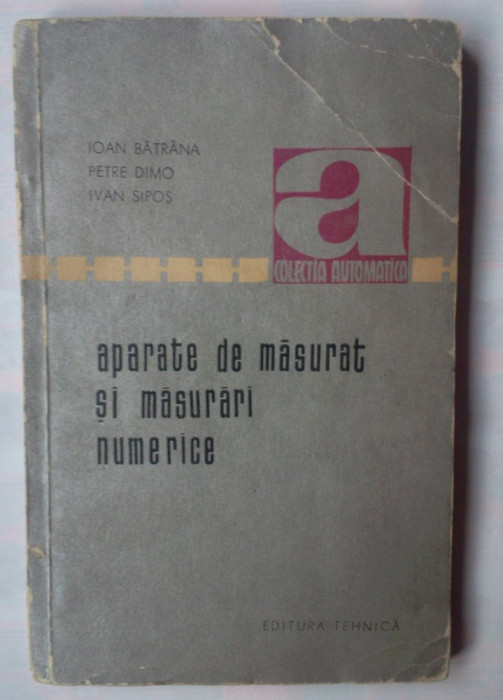 IOAN BĂTRÂNA
PETRE DIMO
IVAN SIPOȘ
a
COLECȚIA AUTOMATICA
aparate de măsurat
și măsurări
numerice
EDITURA TEHNICĂ